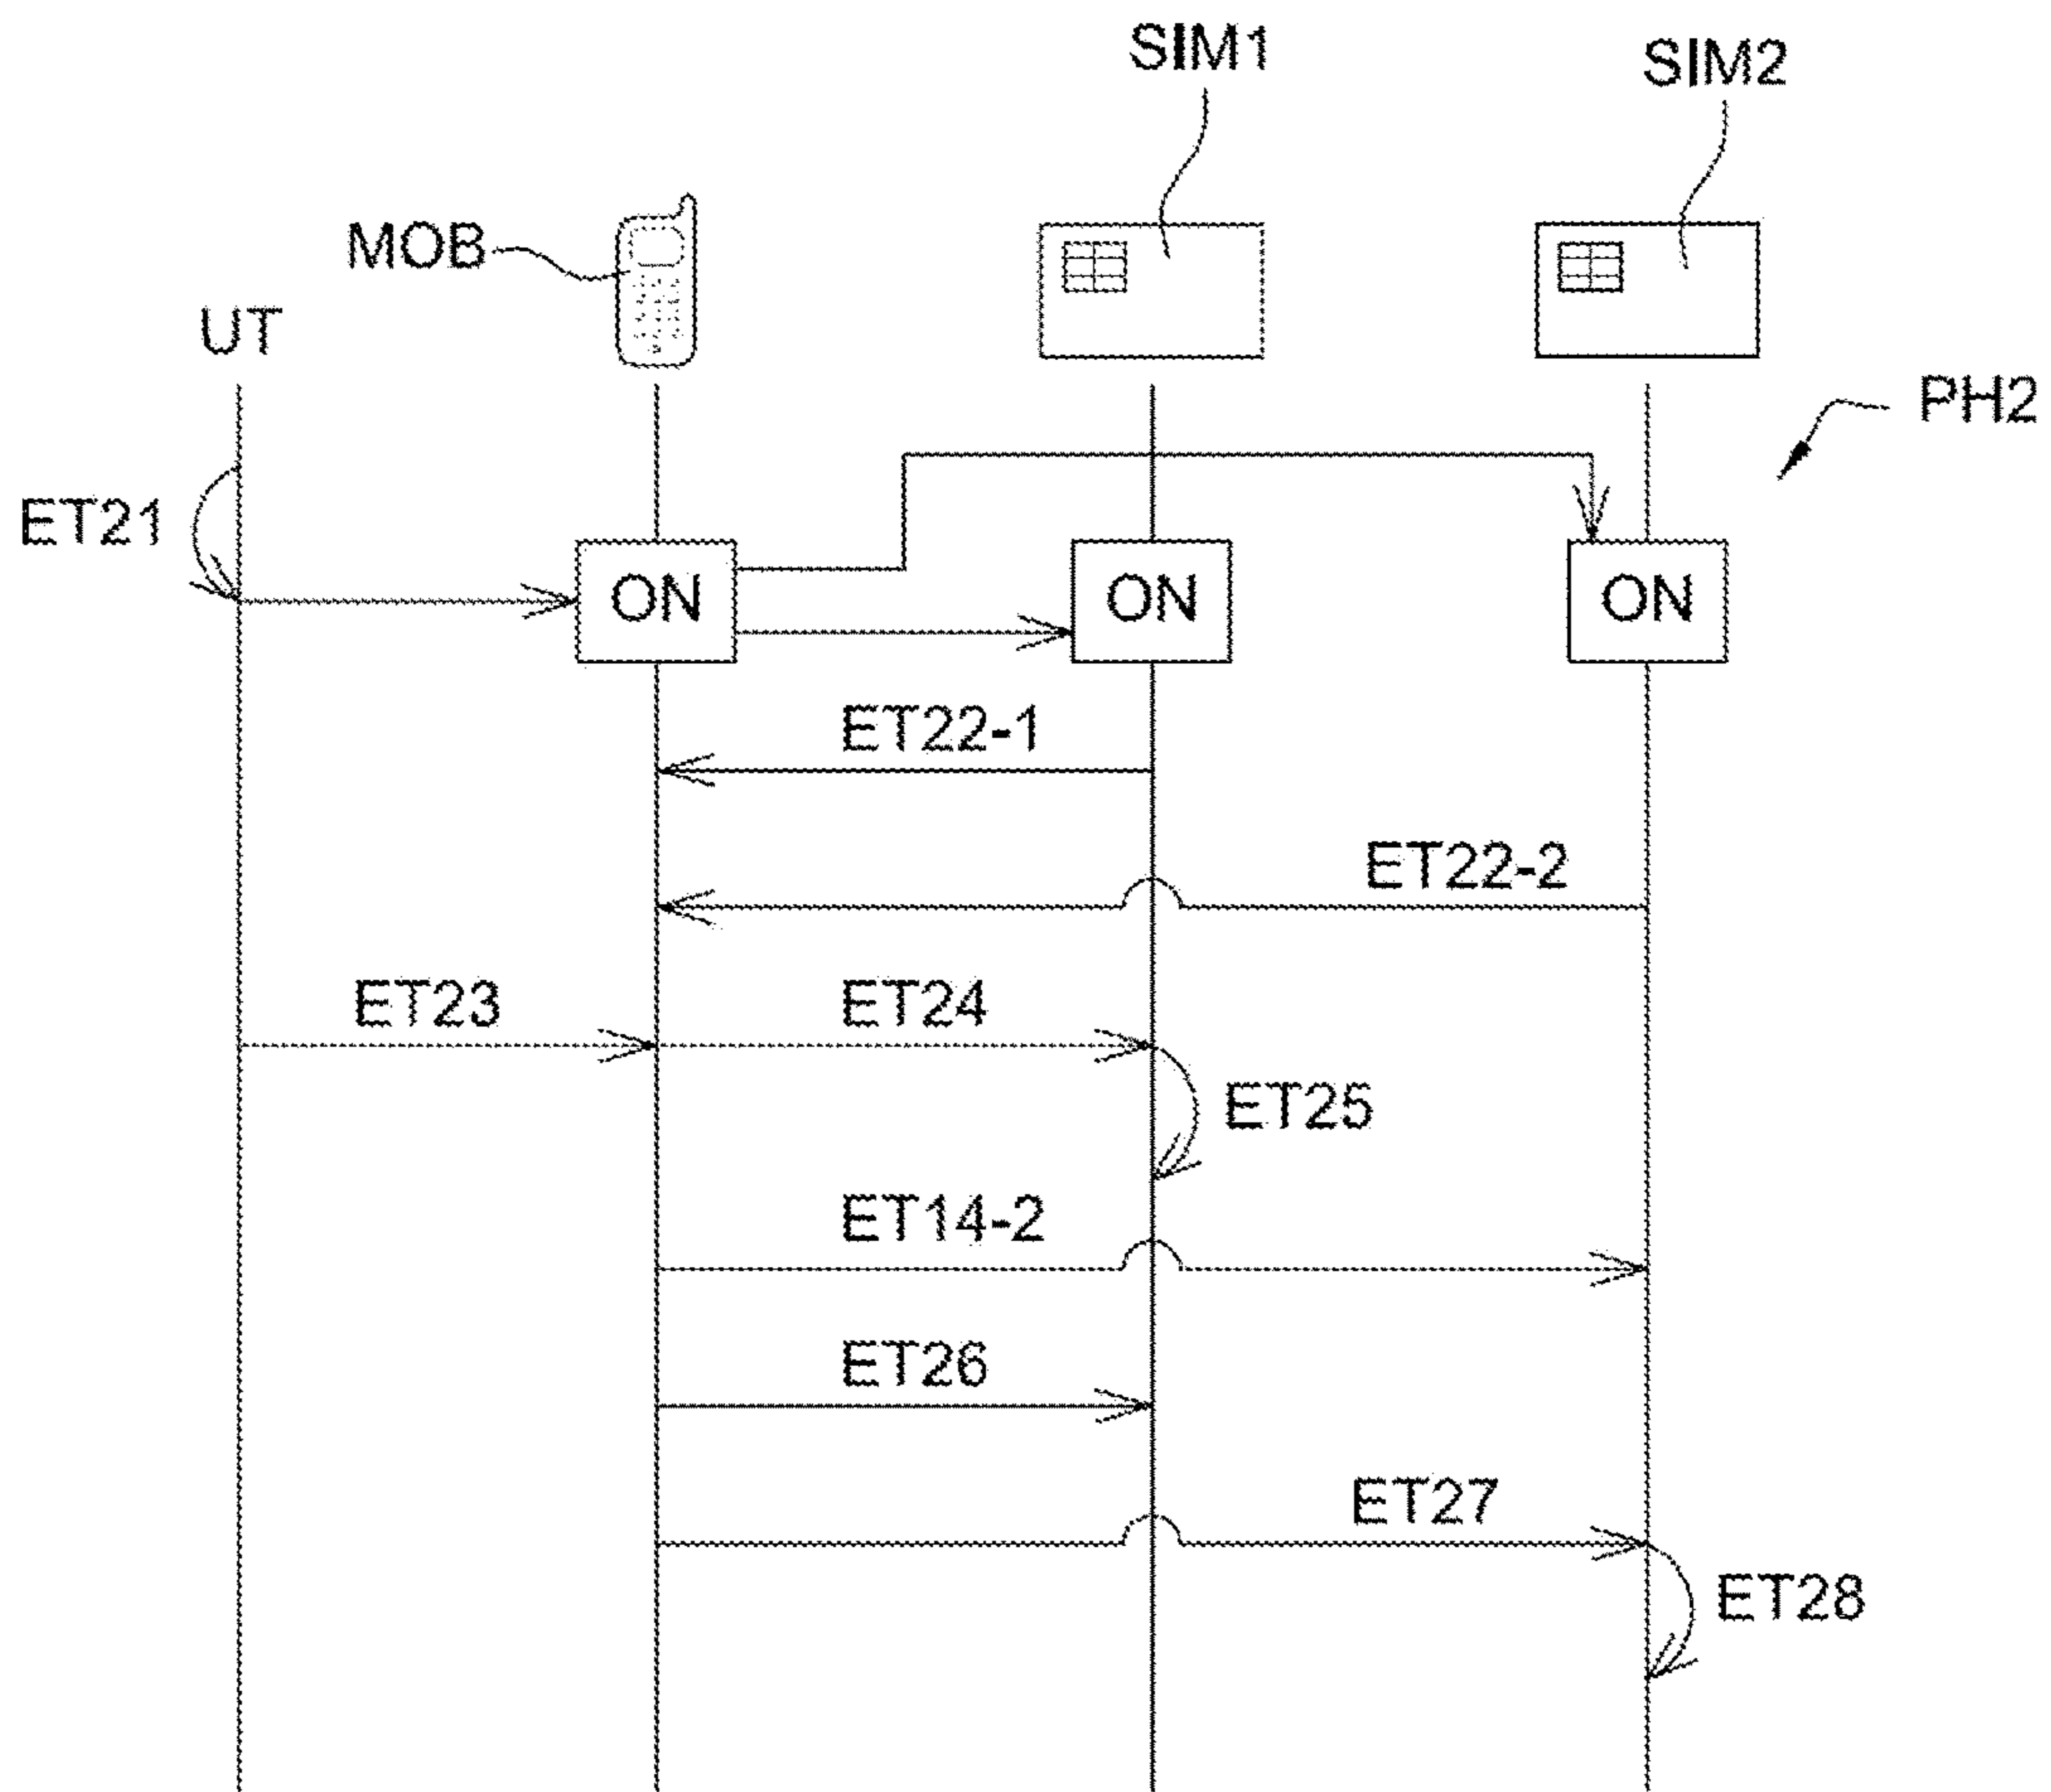 SIM1
SIM2
MOB
UT
PH2
ET21
ON
ON
ON
ET22-1
ET22-2
ET23
ET24
ET25
ET14-2
ET26
ET27
ET28